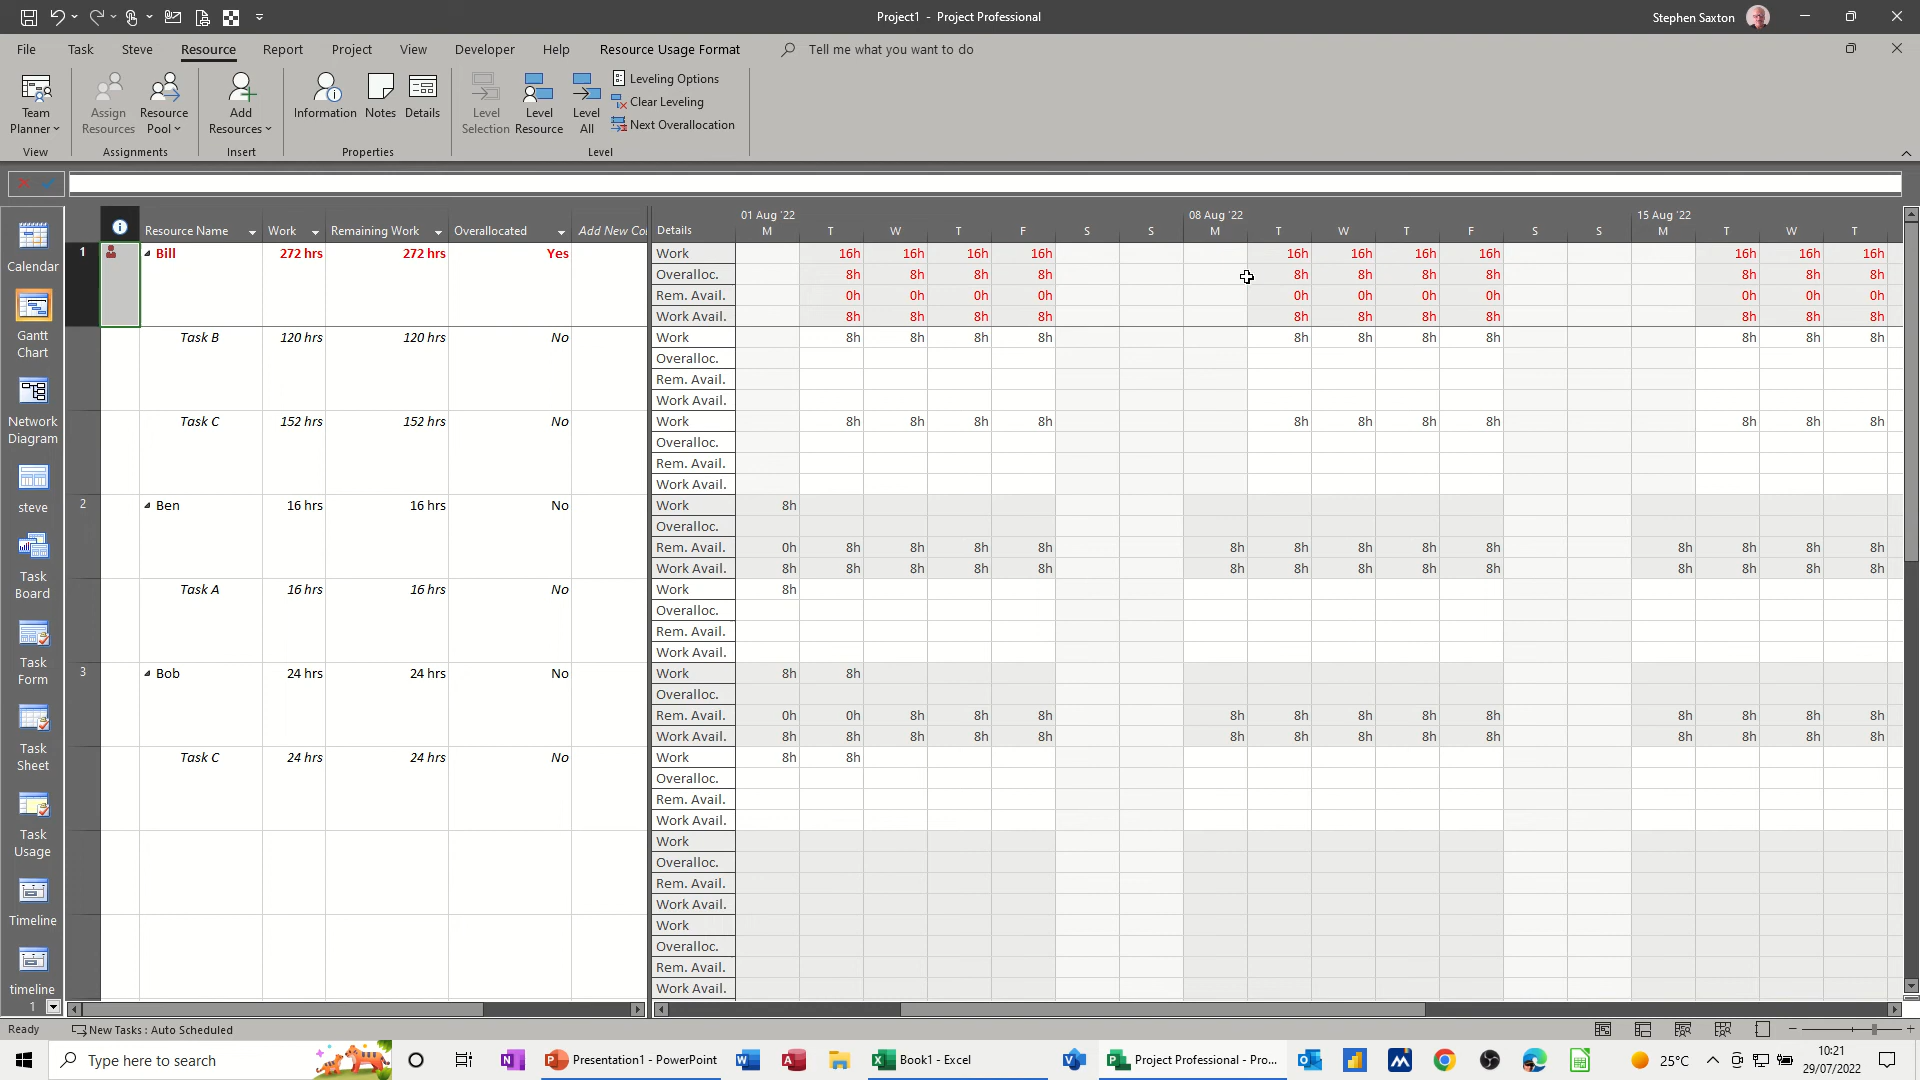 Project1 - Project Professional
Stephen Saxton
File Task Steve Resource Report Project View Developer Help Resource Usage Format Tell me what you want to do
Team Planner
Assign Resources
Resource Pool
Add Resources
Information
Notes
Details
Level Selection
Level Resource
Level All
Leveling Options
Clear Leveling
Next Overallocation
View Assignments Insert Properties Level
Calendar
Gantt Chart
Network Diagram
steve
Task Board
Task Form
Task Sheet
Task Usage
Timeline
timeline 1
01 Aug '22 08 Aug '22 15 Aug '22
Resource Name Work Remaining Work Overallocated Add New Co Details M T W T F S S M T W T F S S M T W T
1 Bill 272 hrs 272 hrs Yes Work 16h 16h 16h 16h 16h 16h 16h 16h 16h 16h 16h
Overalloc. 8h 8h 8h 8h 8h 8h 8h 8h 8h 8h 8h
Rem. Avail. 0h 0h 0h 0h 0h 0h 0h 0h 0h 0h 0h
Work Avail. 8h 8h 8h 8h 8h 8h 8h 8h 8h 8h 8h
Task B 120 hrs 120 hrs No Work 8h 8h 8h 8h 8h 8h 8h 8h 8h 8h 8h
Overalloc.
Rem. Avail.
Work Avail.
Task C 152 hrs 152 hrs No Work 8h 8h 8h 8h 8h 8h 8h 8h 8h 8h 8h
Overalloc.
Rem. Avail.
Work Avail.
2 Ben 16 hrs 16 hrs No Work 8h
Overalloc.
Rem. Avail. 0h 8h 8h 8h 8h 8h 8h 8h 8h 8h 8h 8h 8h 8h
Work Avail. 8h 8h 8h 8h 8h 8h 8h 8h 8h 8h 8h 8h 8h 8h
Task A 16 hrs 16 hrs No Work 8h
Overalloc.
Rem. Avail.
Work Avail.
3 Bob 24 hrs 24 hrs No Work 8h 8h
Overalloc.
Rem. Avail. 0h 0h 8h 8h 8h 8h 8h 8h 8h 8h 8h 8h 8h 8h
Work Avail. 8h 8h 8h 8h 8h 8h 8h 8h 8h 8h 8h 8h 8h 8h
Task C 24 hrs 24 hrs No Work 8h 8h
Overalloc.
Rem. Avail.
Work Avail.
Work
Overalloc.
Rem. Avail.
Work Avail.
Work
Overalloc.
Rem. Avail.
Work Avail.
Ready New Tasks : Auto Scheduled
Type here to search
Presentation1 - PowerPoint
Book1 - Excel
Project Professional - Pro...
25°C
10:21
29/07/2022